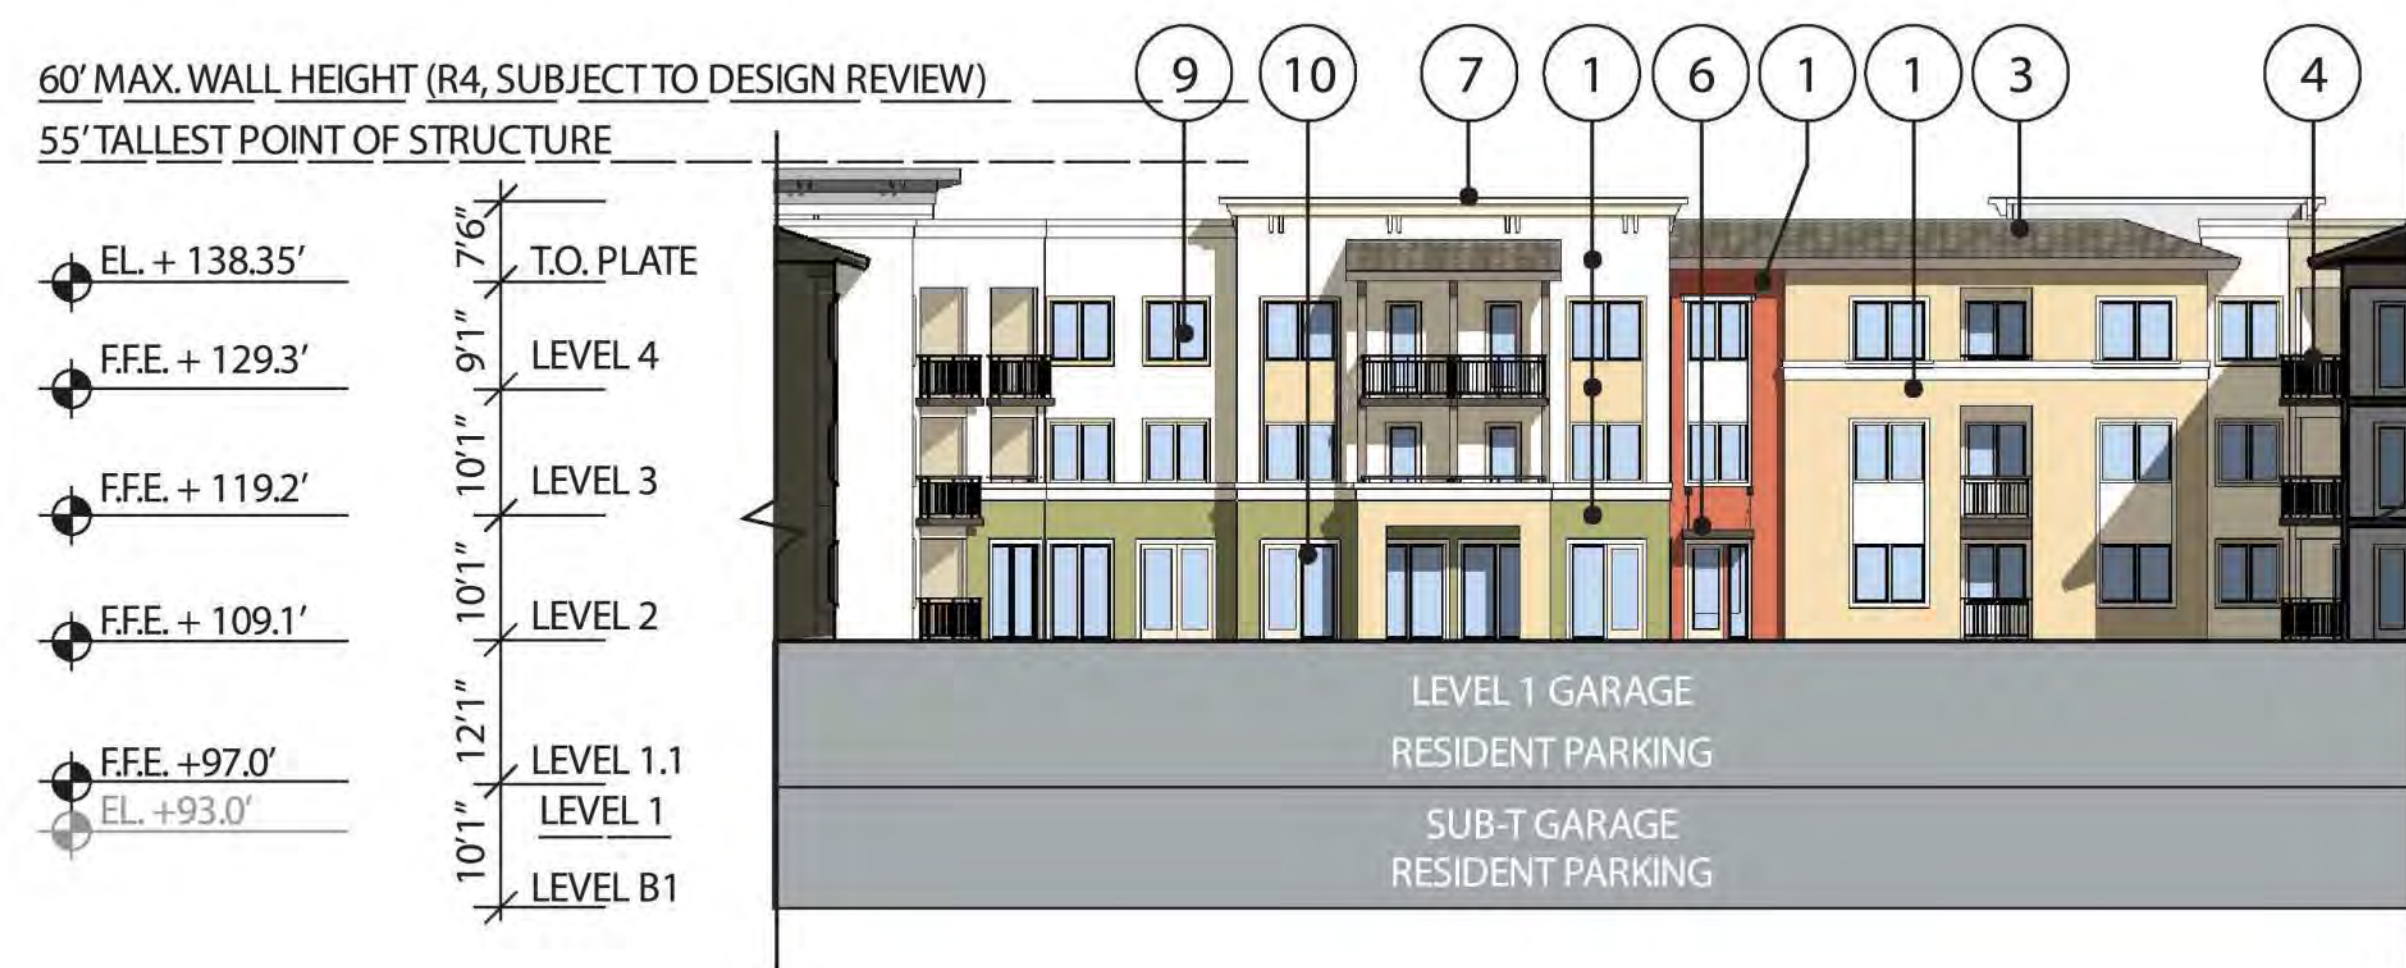 60' MAX. WALL HEIGHT (R4, SUBJECT TO DESIGN REVIEW)
55' TALLEST POINT OF STRUCTURE
9 10 7 1 6 1 1 3 4
7'6"
EL. + 138.35' T.O. PLATE
9'1"
F.F.E. + 129.3' LEVEL 4
10'1"
F.F.E. + 119.2' LEVEL 3
10'1"
F.F.E. + 109.1' LEVEL 2
12'1"
F.F.E. +97.0' LEVEL 1.1
EL. +93.0' LEVEL 1
10'1"
LEVEL B1
LEVEL 1 GARAGE
RESIDENT PARKING
SUB-T GARAGE
RESIDENT PARKING